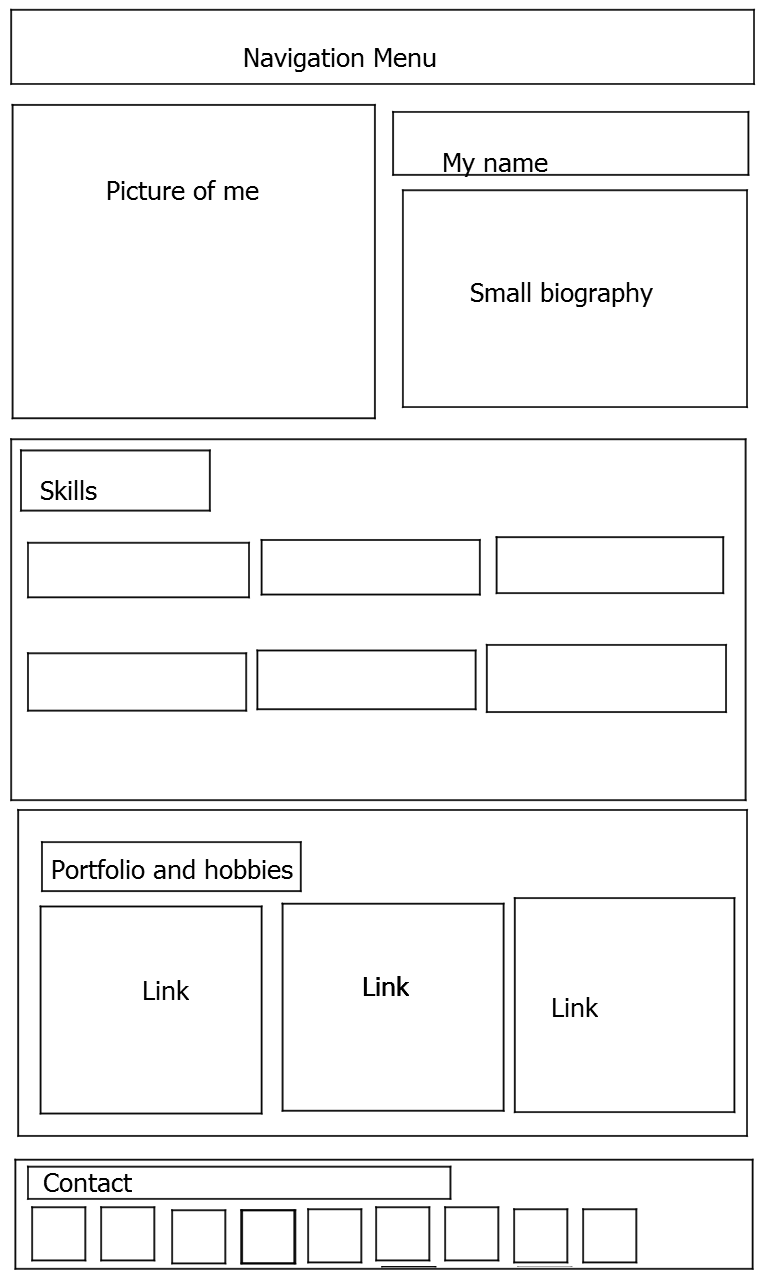 Navigation Menu
Picture of me
My name
Small biography
Skills
Portfolio and hobbies
Link
Link
Link
Contact